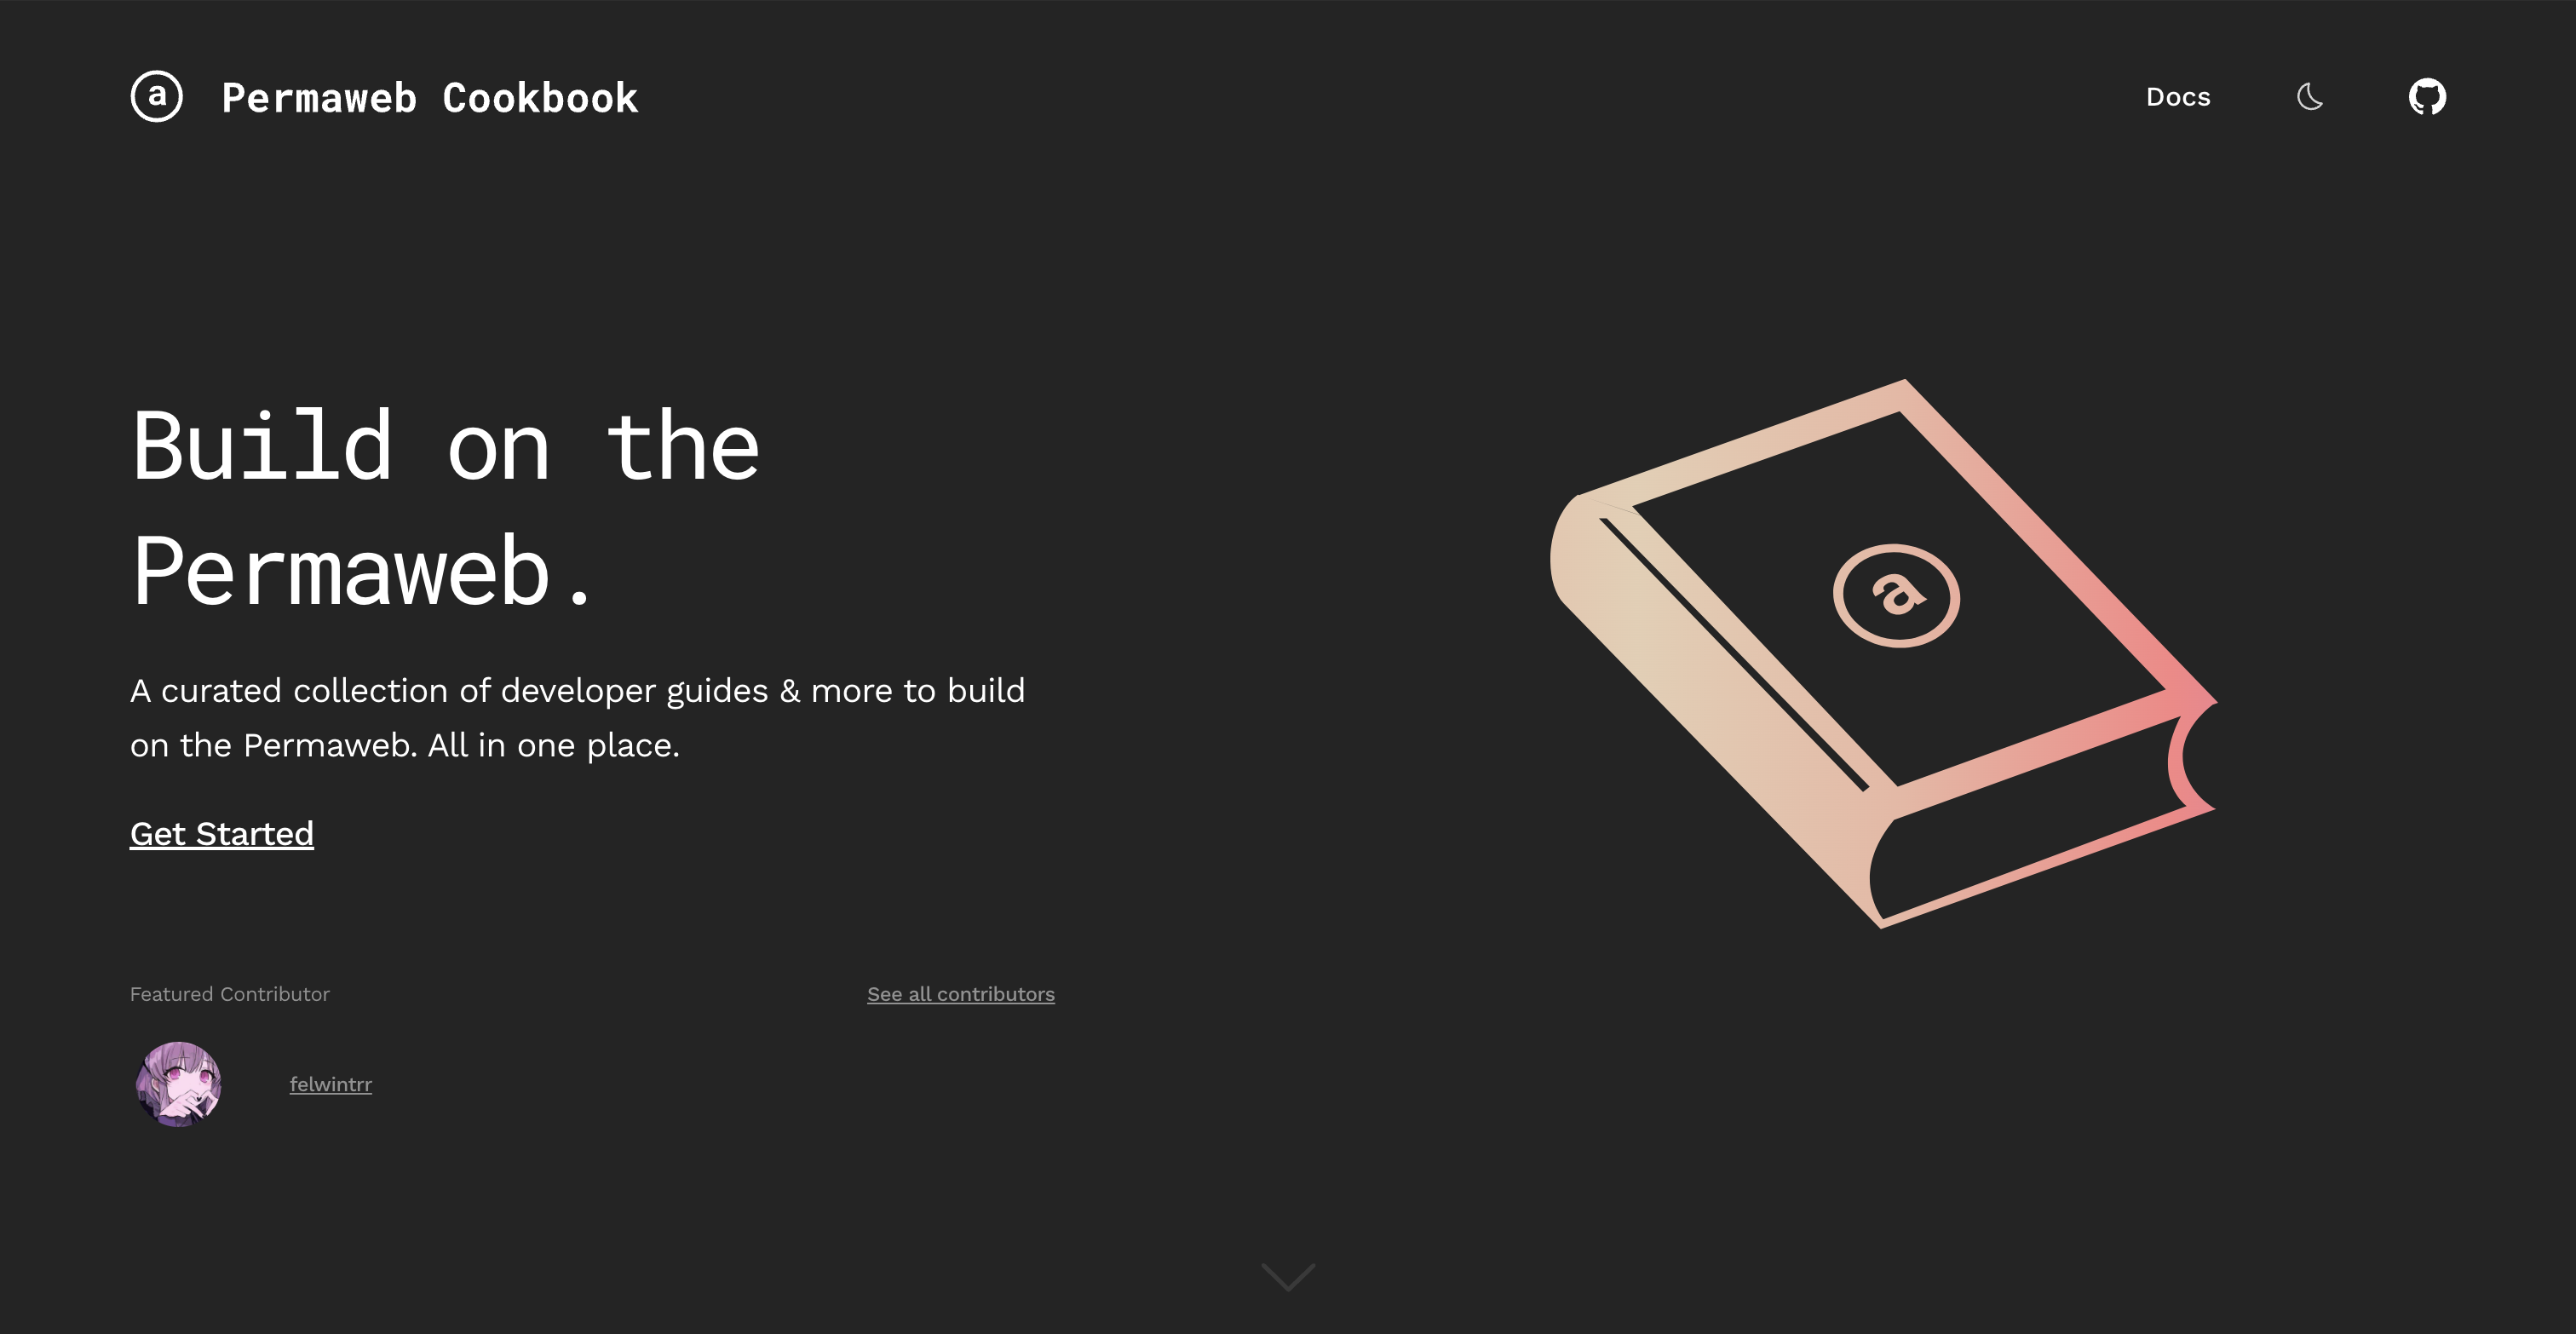 a Permaweb Cookbook
Docs
Build on the
Permaweb.
A curated collection of developer guides & more to build
on the Permaweb. All in one place.
Get Started
a
Featured Contributor
See all contributors
felwintrr